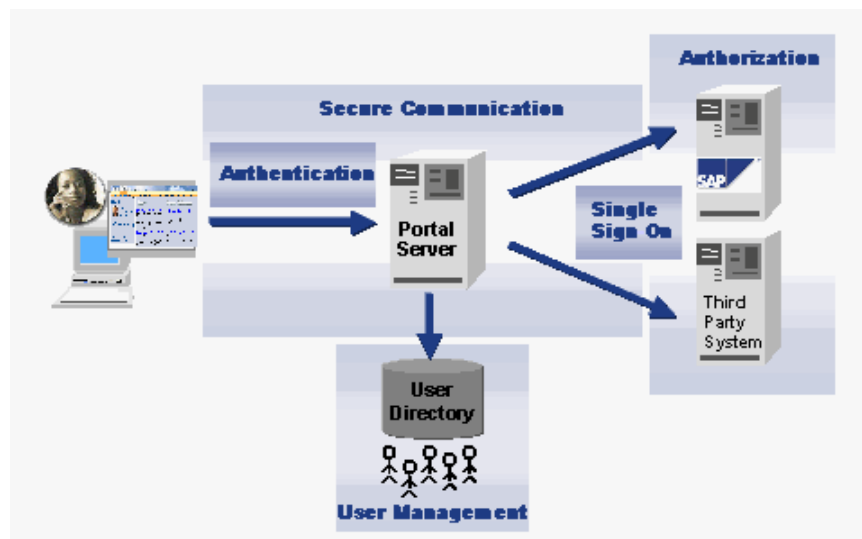 Authorization
Secure Communication
Authentication
SAP
Portal
Server
Single
Sign On
Third
Party
System
User
Directory
User Management